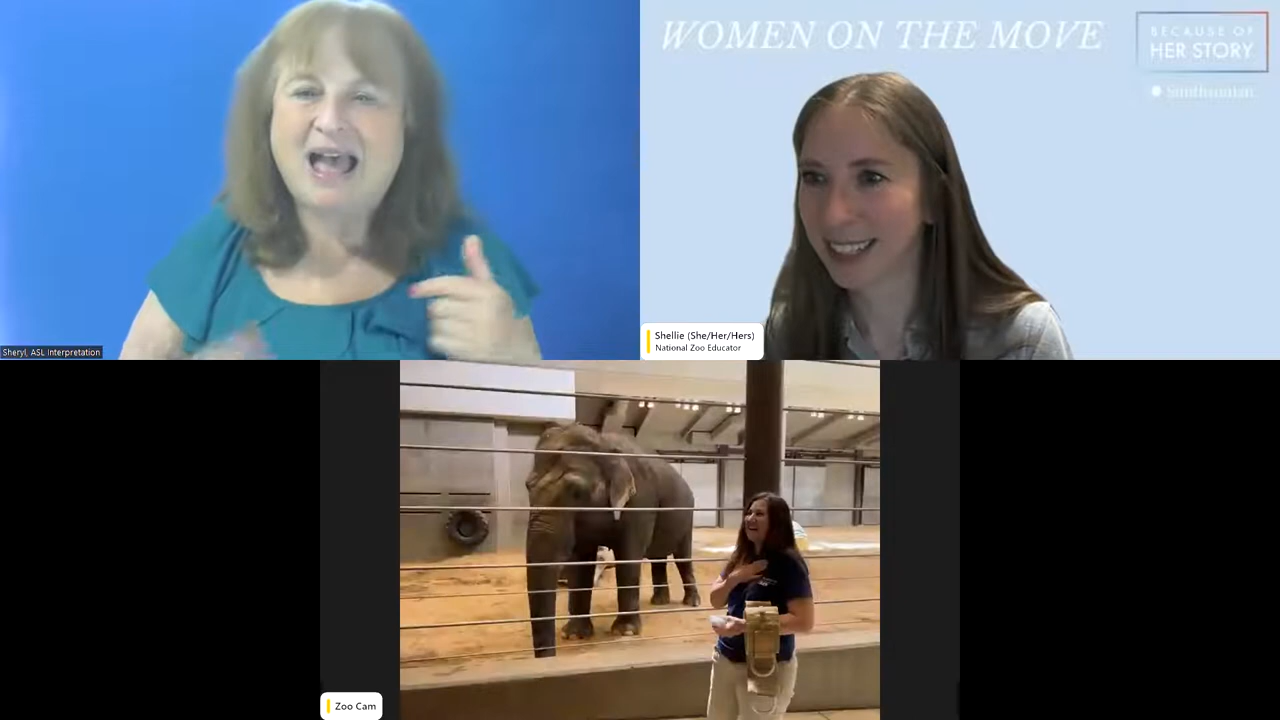 WOMEN ON THE MOVE
BECAUSE OF
HER STORY
Smithsonian
Sheryl, ASL Interpretation
Shellie (She/Her/Hers)
National Zoo Educator
Zoo Cam